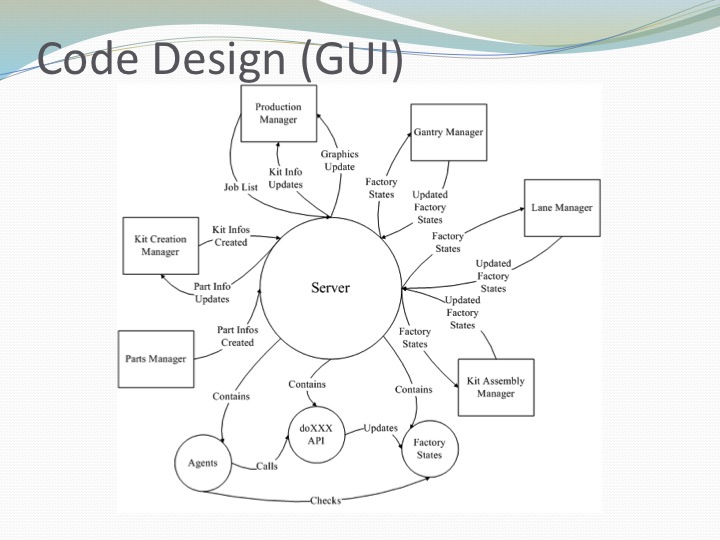 Code Design (GUI)
Production
Manager
Gantry Manager
Graphics
Update
Kit Info
Updates
Job List
Factory
States
Updated
Factory
States
Lane Manager
Kit Infos
Created
Kit Creation
Manager
Factory
States
Server
Updated
Factory
States
Part Info
Updates
Updated
Factory
States
Part Infos
Created
Factory
States
Parts Manager
Kit Assembly
Manager
Contains
Contains
Contains
doXXX
API
Updates
Factory
States
Agents
Calls
Checks